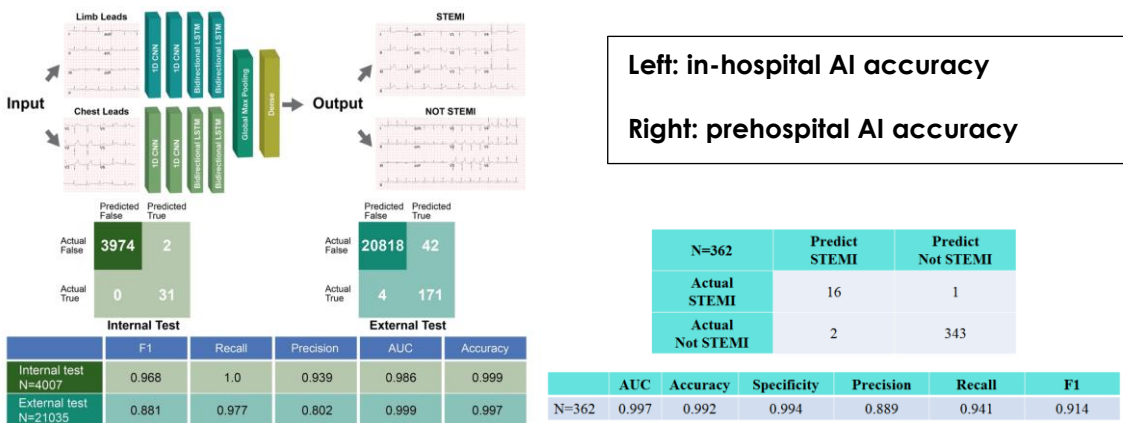 Limb Leads
1D CNN
1D CNN
Bidirectional LSTM
Bidirectional LSTM
Input
Chest Leads
1D CNN
1D CNN
Bidirectional LSTM
Bidirectional LSTM
Global Max Pooling
Dense
Output
STEMI
NOT STEMI
Left: in-hospital AI accuracy
Right: prehospital AI accuracy
Predicted False
Predicted True
Actual False
3974
2
Actual True
0
31
Internal Test
Predicted False
Predicted True
Actual False
20818
42
Actual True
4
171
External Test
F1 Recall Precision AUC Accuracy
Internal test N=4007 0.968 1.0 0.939 0.986 0.999
External test N=21035 0.881 0.977 0.802 0.999 0.997
N=362 Predict STEMI Predict Not STEMI
Actual STEMI 16 1
Actual Not STEMI 2 343
AUC Accuracy Specificity Precision Recall F1
N=362 0.997 0.992 0.994 0.889 0.941 0.914